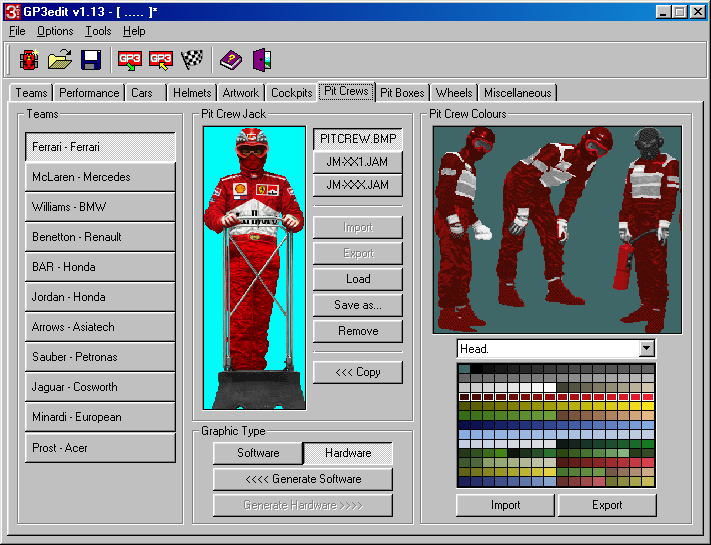 GP3edit v1.13 - [ ..... ]*
File Options Tools Help
GP3 GP3
Teams Performance Cars Helmets Artwork Cockpits Pit Crews Pit Boxes Wheels Miscellaneous
Teams
Ferrari - Ferrari
McLaren - Mercedes
Williams - BMW
Benetton - Renault
BAR - Honda
Jordan - Honda
Arrows - Asiatech
Sauber - Petronas
Jaguar - Cosworth
Minardi - European
Prost - Acer
Pit Crew Jack
PITCREW.BMP
JM-XX1.JAM
JM-XXX.JAM
Import
Export
Load
Save as...
Remove
<<< Copy
Graphic Type
Software Hardware
<<<< Generate Software
Generate Hardware >>>>
Pit Crew Colours
Head.
Import Export